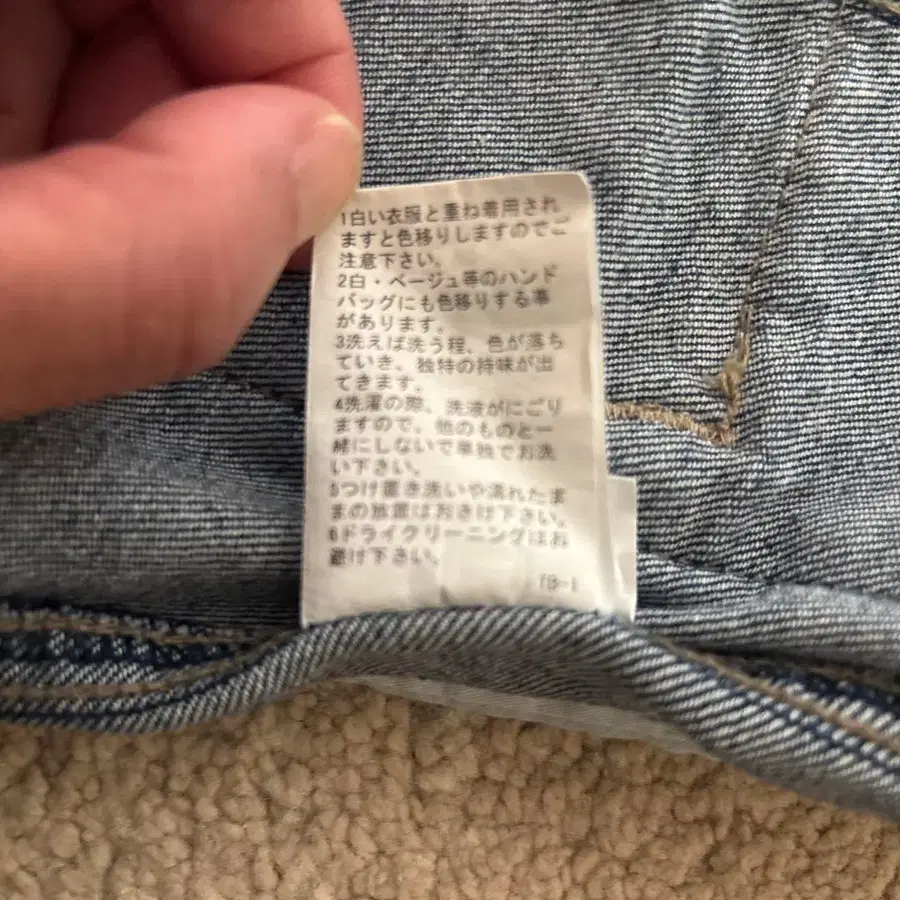 1白い衣服と重ね着用され
ますと色移りしますのでご
注意下さい。
2白・ベージュ等のハンド
バッグにも色移りする事
があります。
3洗えば洗う程、色が落ち
ていき、独特の持味が出
てきます。
4洗濯の際、洗液がにごり
ますので、他のものと一
緒にしないで単独でお洗
い下さい。
5つけ置き洗いや濡れたま
まの放置はおさけ下さい。
6ドライクリーニングはお
避け下さい。
TB-1